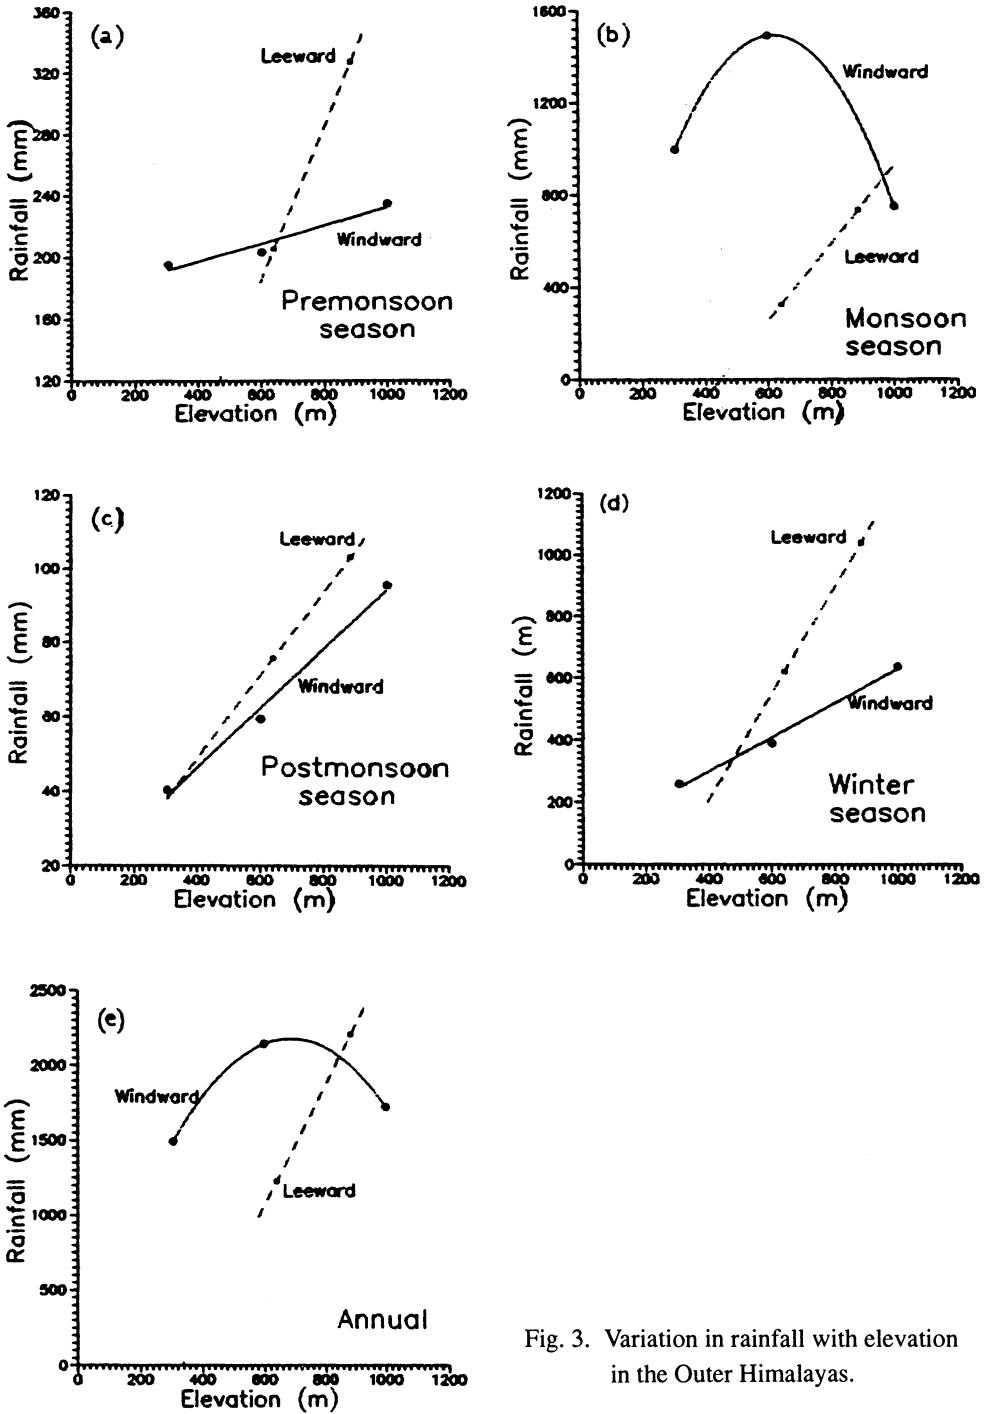 360
(a)
Leeward
320
280
240
Windward
200
Premonsoon
160
season
120
0 200 400 600 800 1000 1200
Elevation (m)
Rainfall (mm)
1600
(b)
Windward
1200
800
Leeward
400
Monsoon
season
0
0 200 400 600 800 1000 1200
Elevation (m)
Rainfall (mm)
120
(c)
Leeward
100
80
Windward
60
Postmonsoon
season
40
20
0 200 400 600 800 1000 1200
Elevation (m)
Rainfall (mm)
1200
(d)
Leeward
1000
800
600
Windward
400
Winter
season
200
0
0 200 400 600 800 1000 1200
Elevation (m)
Rainfall (m)
2500
(e)
2000
Windward
1500
Leeward
1000
500
Annual
0
0 200 400 600 800 1000 1200
Elevation (m)
Rainfall (mm)
Fig. 3. Variation in rainfall with elevation
in the Outer Himalayas.